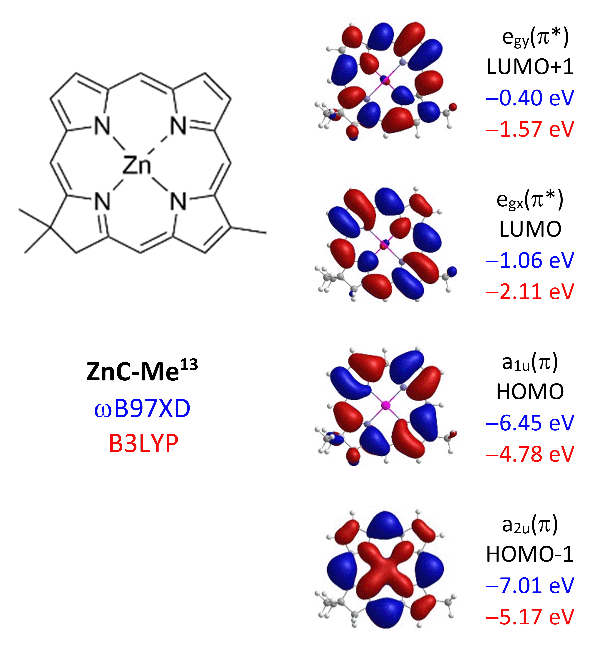 N
N
Zn
N
N
ZnC-Me¹³
ωB97XD
B3LYP
e_gy(π*)
LUMO+1
−0.40 eV
−1.57 eV
e_gx(π*)
LUMO
−1.06 eV
−2.11 eV
a_1u(π)
HOMO
−6.45 eV
−4.78 eV
a_2u(π)
HOMO-1
−7.01 eV
−5.17 eV